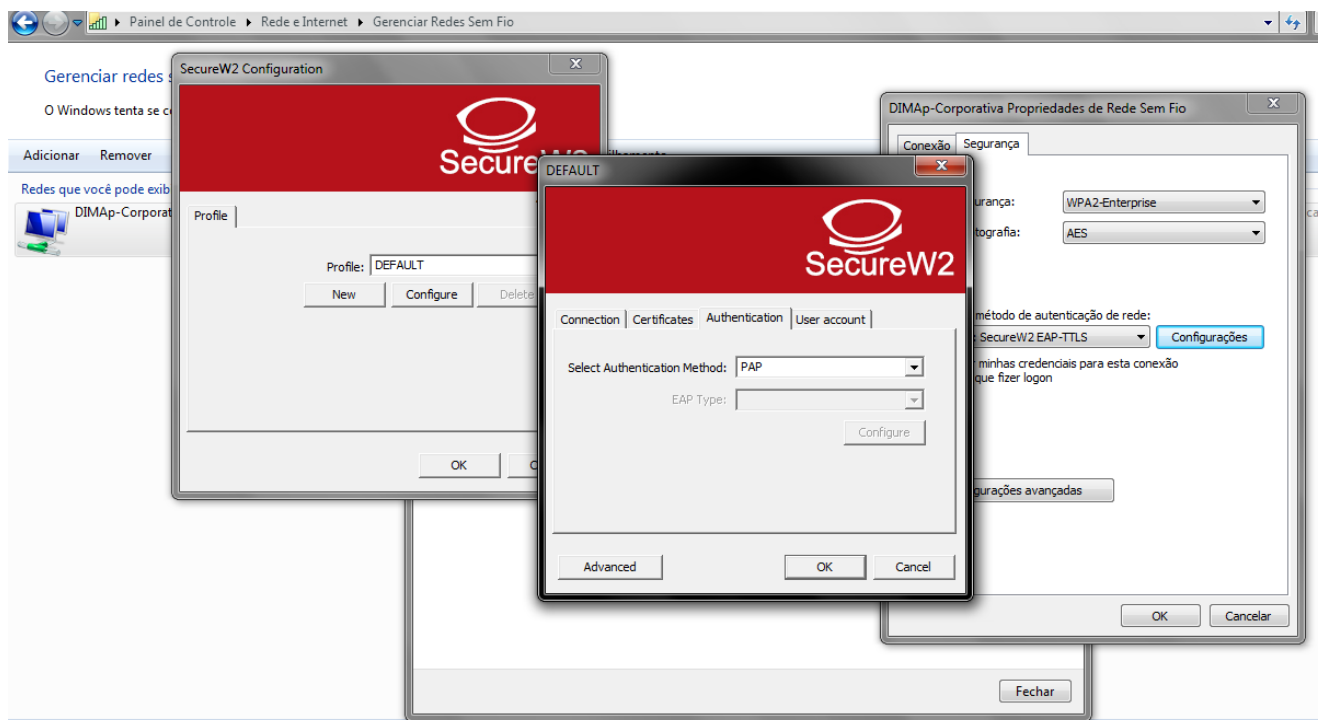 Painel de Controle ▸ Rede e Internet ▸ Gerenciar Redes Sem Fio
Gerenciar redes s
O Windows tenta se c
Adicionar Remover
Redes que você pode exib
DIMAp-Corporat
SecureW2 Configuration
SecureW2
Profile
Profile: DEFAULT
New Configure Delete
OK
DEFAULT
SecureW2
Connection Certificates Authentication User account
Select Authentication Method: PAP
EAP Type:
Configure
Advanced OK Cancel
DIMAp-Corporativa Propriedades de Rede Sem Fio
Conexão Segurança
urança: WPA2-Enterprise
tografia: AES
método de autenticação de rede:
SecureW2 EAP-TTLS Configurações
minhas credenciais para esta conexão
que fizer logon
gurações avançadas
OK Cancelar
Fechar